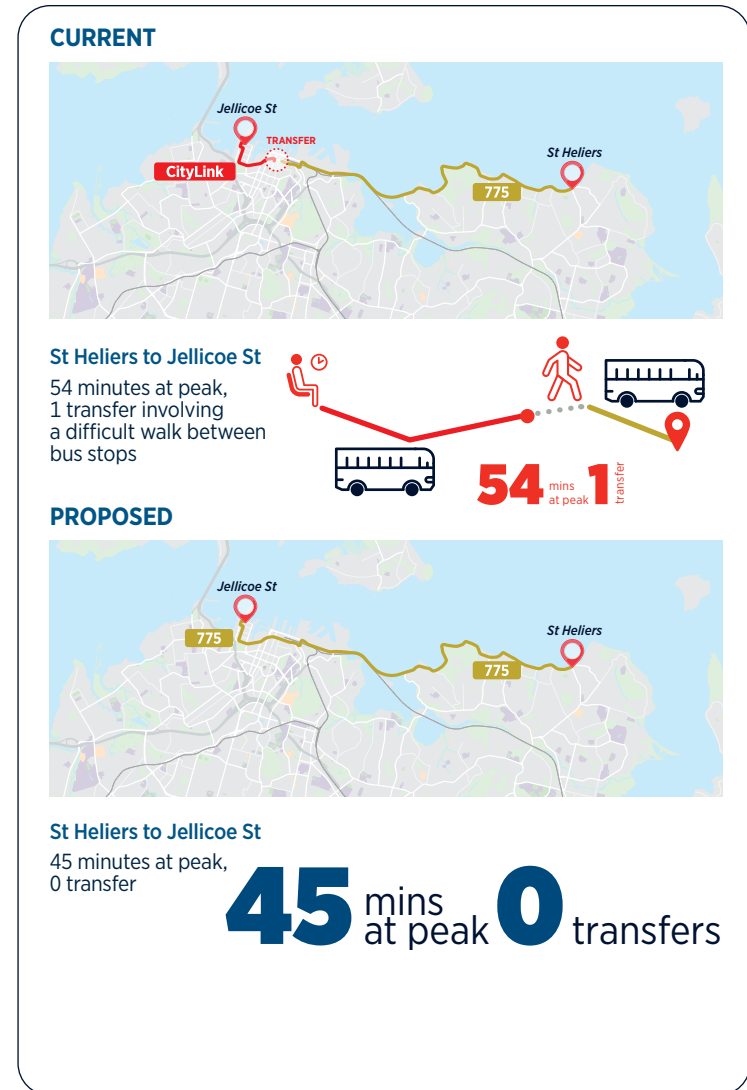 CURRENT
Jellicoe St
TRANSFER
CityLink
St Heliers
775
St Heliers to Jellicoe St
54 minutes at peak,
1 transfer involving
a difficult walk between
bus stops
54 mins
at peak 1 transfer
PROPOSED
Jellicoe St
775
St Heliers
775
St Heliers to Jellicoe St
45 minutes at peak,
0 transfer
45 mins
at peak 0 transfers